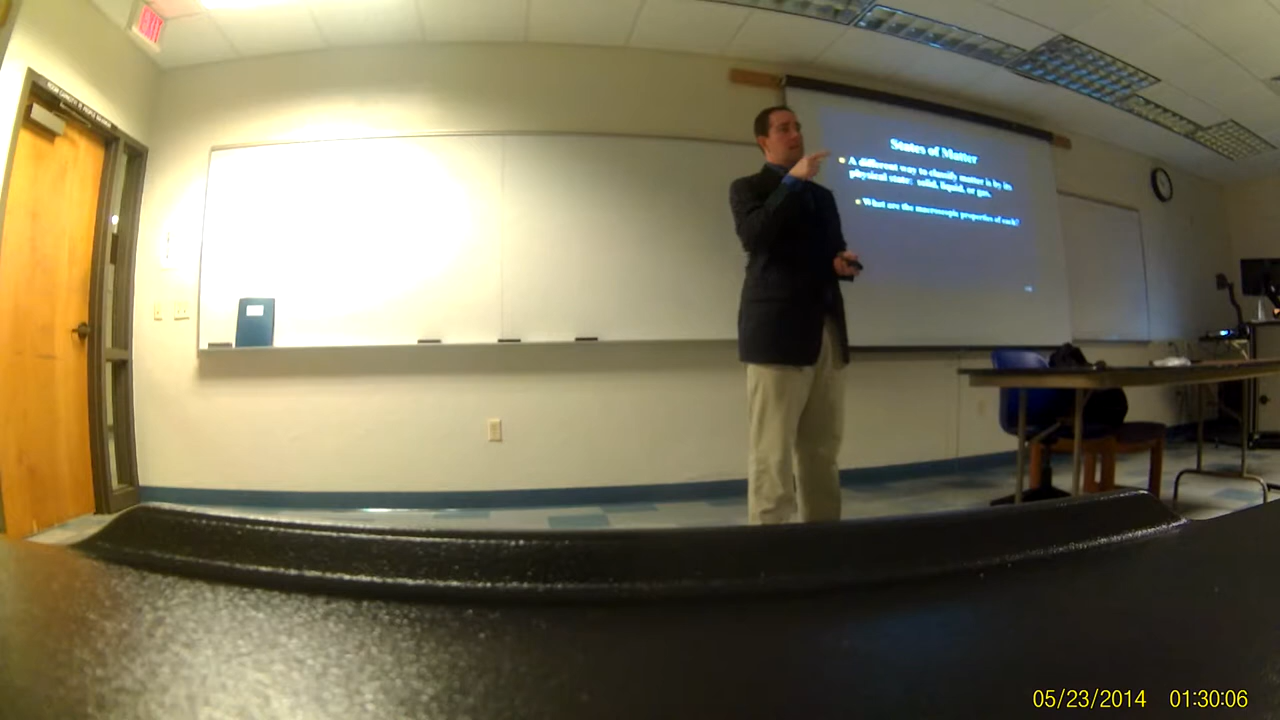 EXIT
States of Matter
A different way to classify matter is by its
physical state: solid, liquid, or gas.
What are the macroscopic properties of each?
05/23/2014 01:30:06